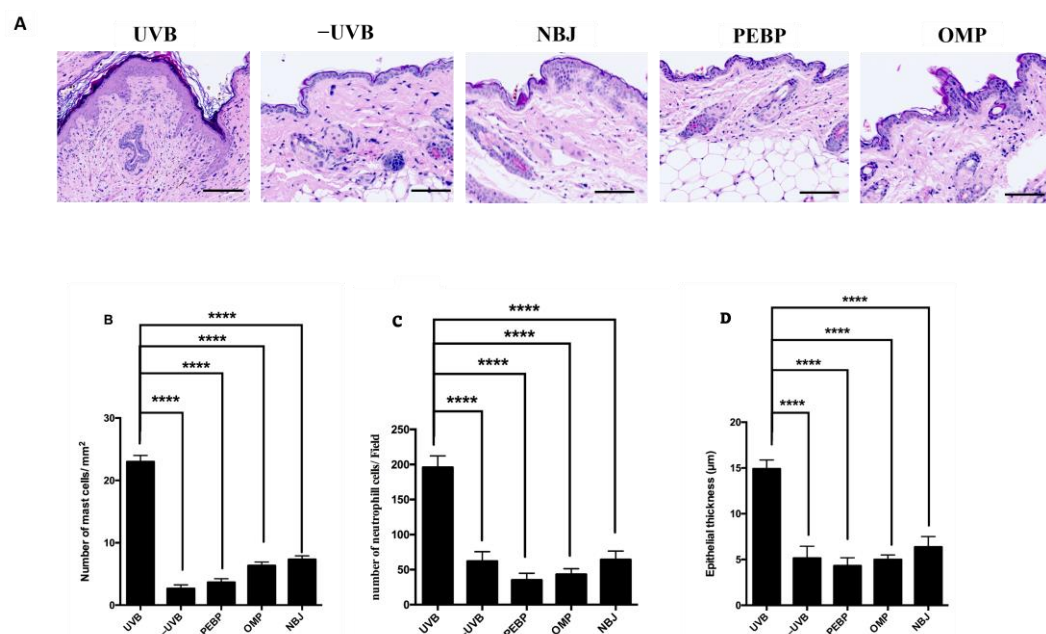 A
UVB
−UVB
NBJ
PEBP
OMP
B
****
****
****
****
Number of mast cells/ mm²
30
20
10
0
UVB
−UVB
PEBP
OMP
NBJ
C
****
****
****
****
number of neutrophill cells/ Field
250
200
150
100
50
0
UVB
−UVB
PEBP
OMP
NBJ
D
****
****
****
****
Epithelial thickness (μm)
20
15
10
5
0
UVB
−UVB
PEBP
OMP
NBJ